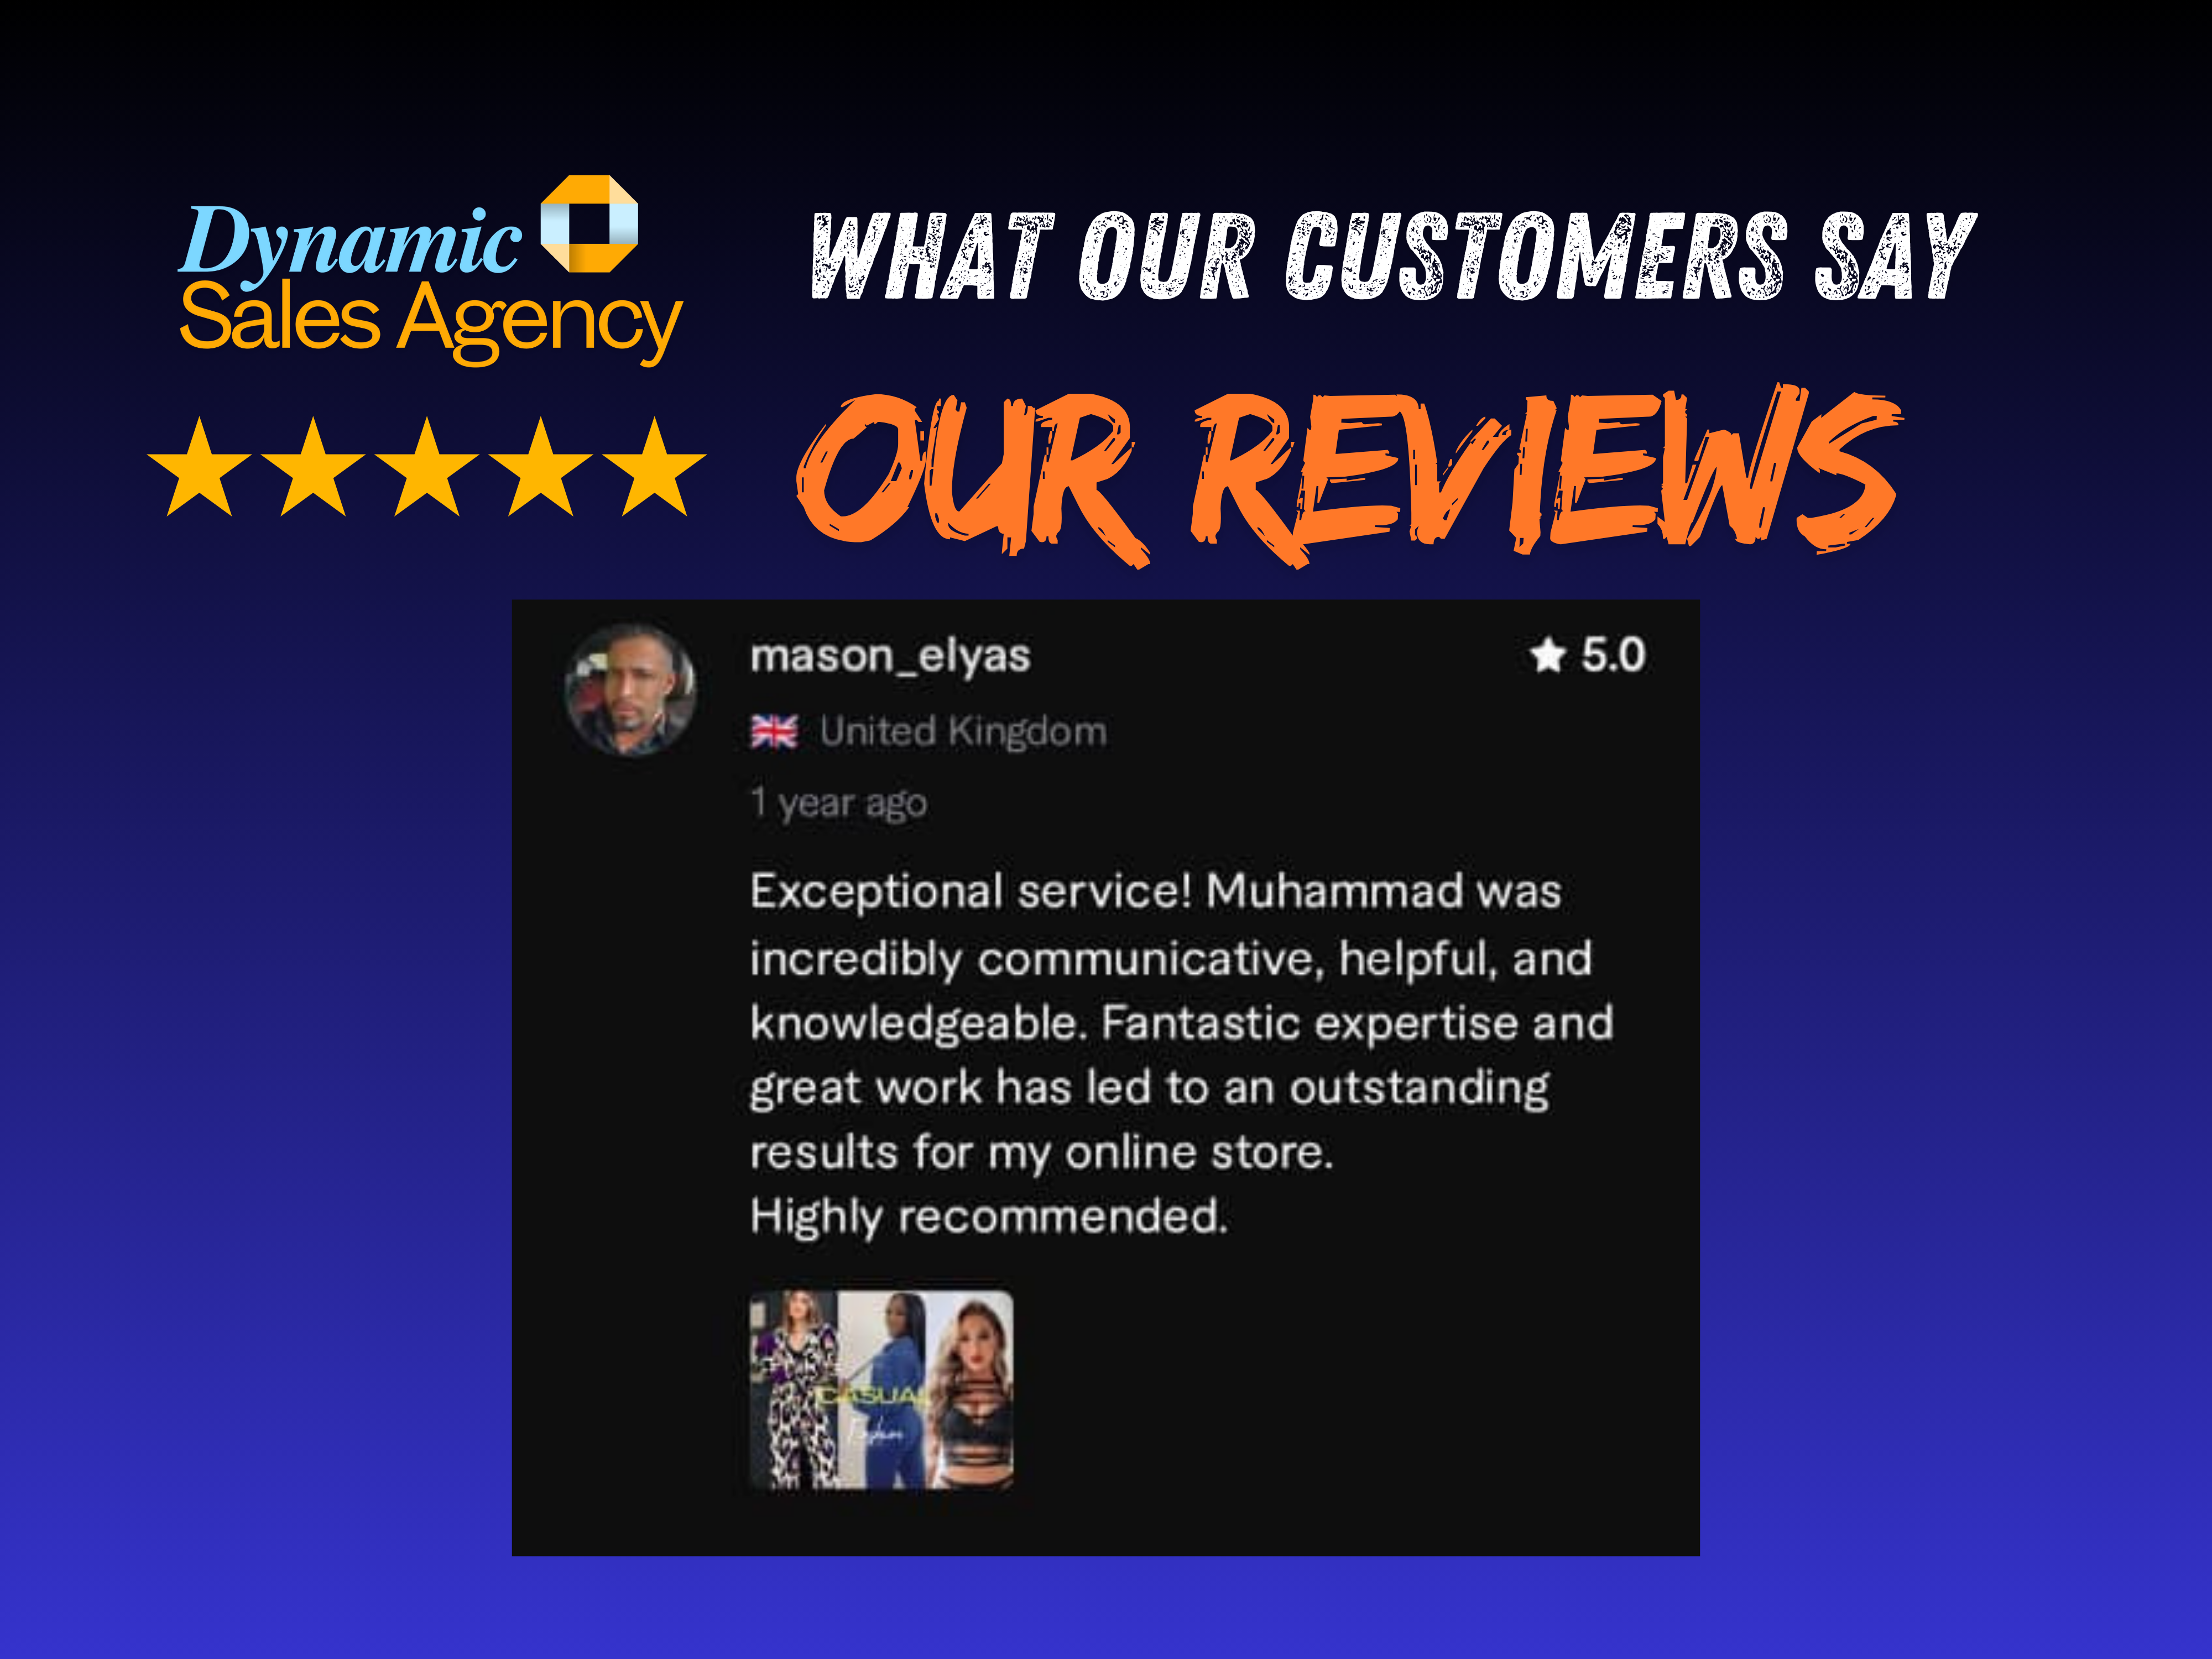 Dynamic
Sales Agency
WHAT OUR CUSTOMERS SAY
OUR REVIEWS
mason_elyas
5.0
United Kingdom
1 year ago
Exceptional service! Muhammad was
incredibly communicative, helpful, and
knowledgeable. Fantastic expertise and
great work has led to an outstanding
results for my online store.
Highly recommended.
CASUAL